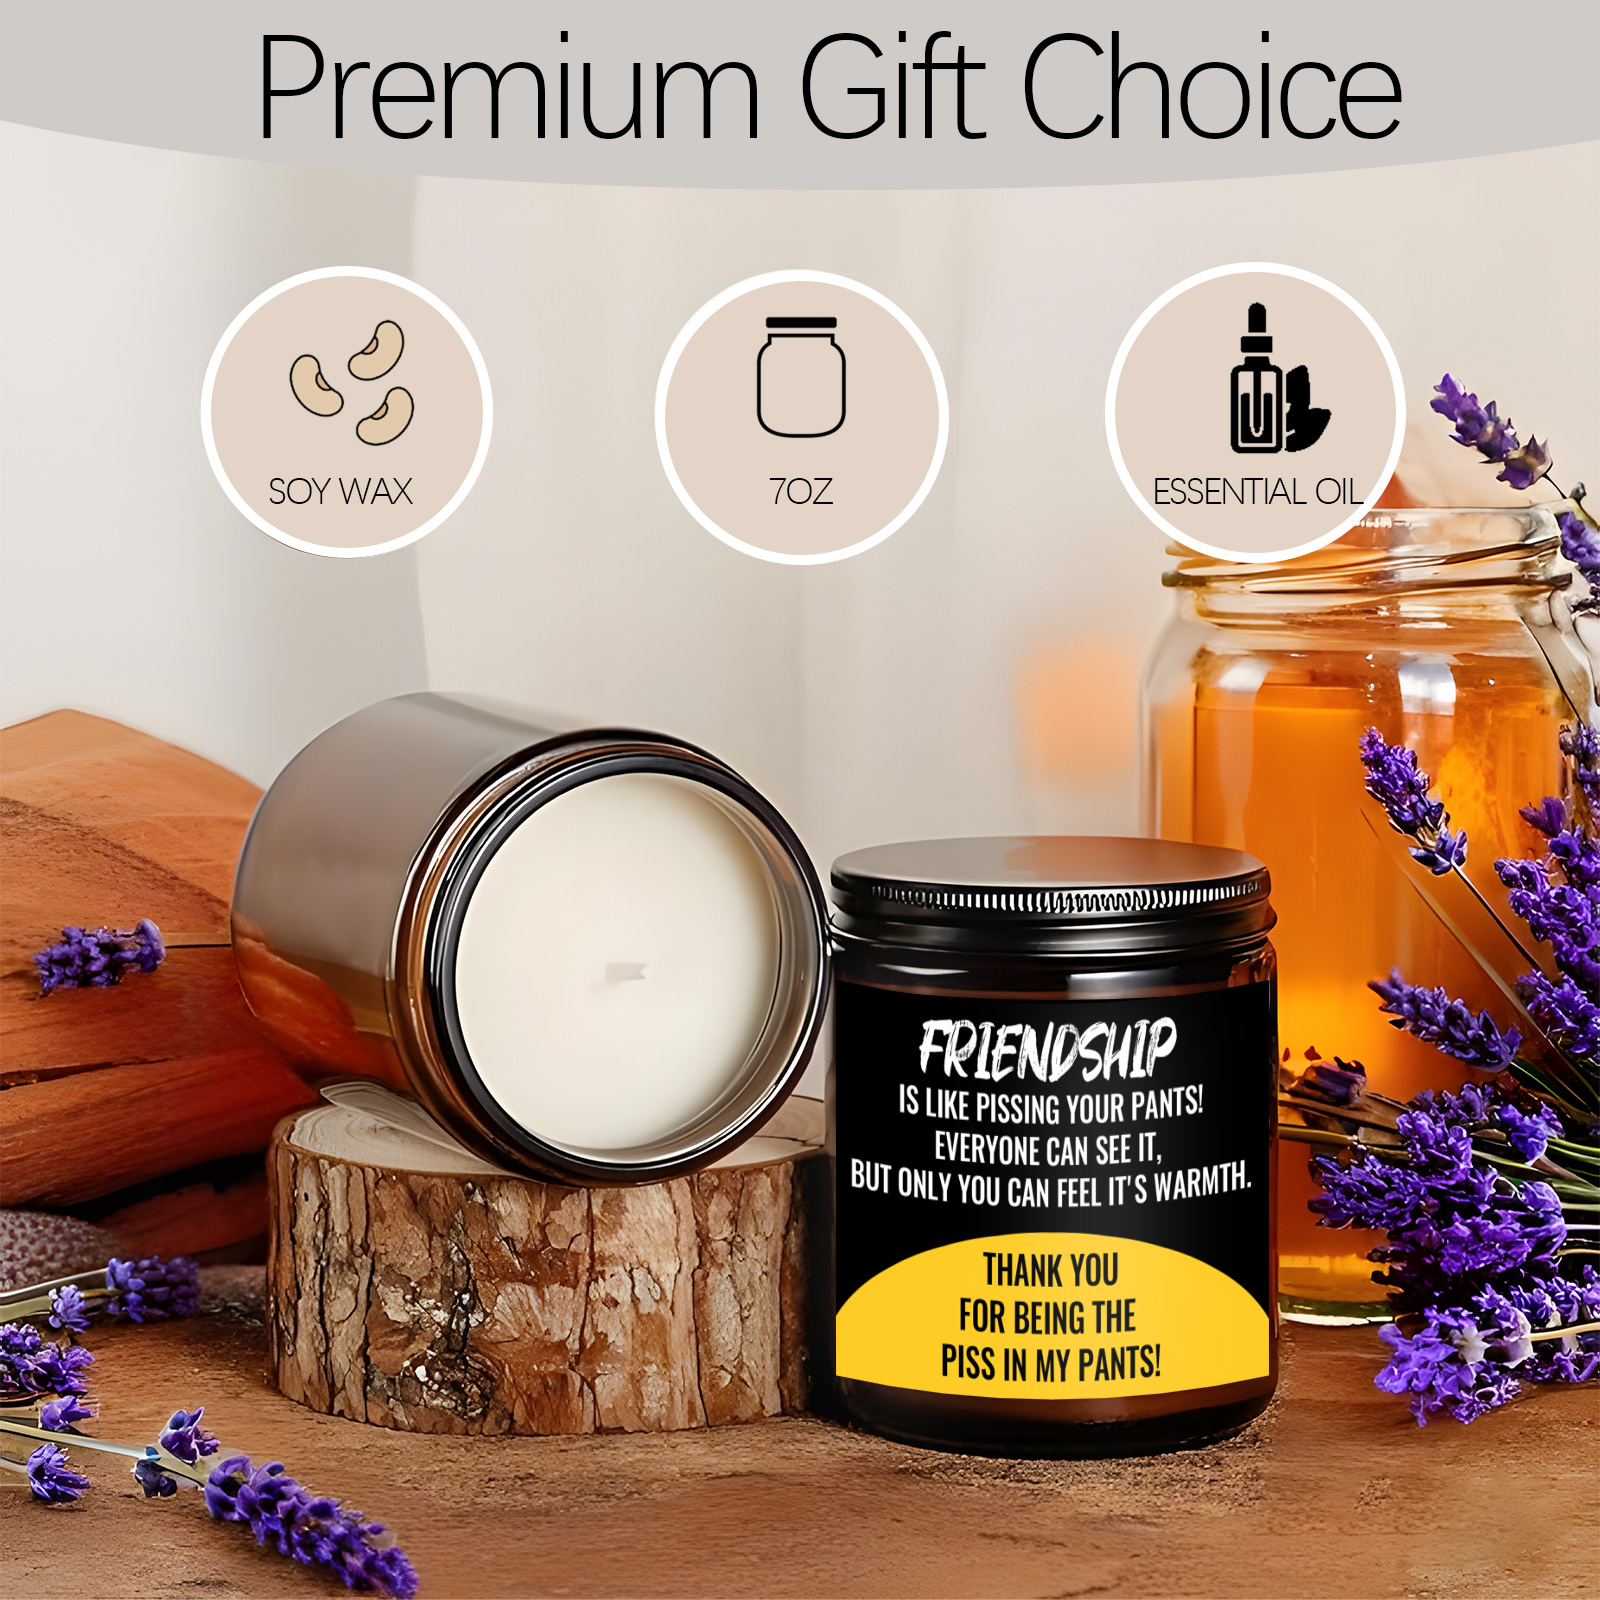 Premium Gift Choice
SOY WAX
7OZ
ESSENTIAL OIL
FRIENDSHIP
IS LIKE PISSING YOUR PANTS!
EVERYONE CAN SEE IT,
BUT ONLY YOU CAN FEEL IT'S WARMTH.
THANK YOU
FOR BEING THE
PISS IN MY PANTS!